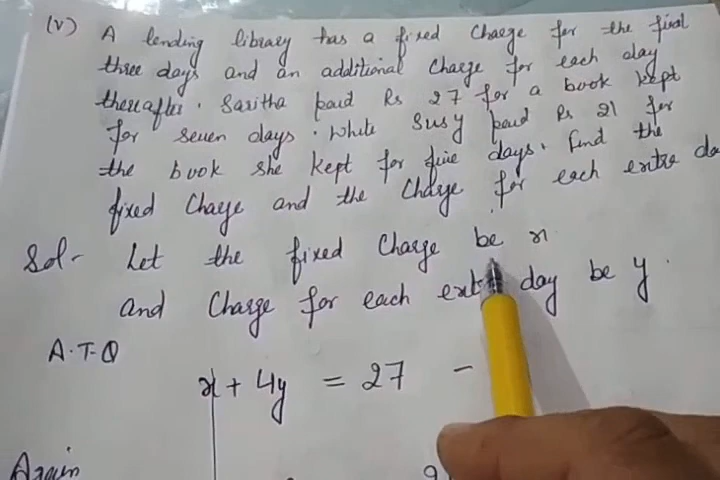 (v) A lending library has a fixed charge for the first
three days and an additional charge for each day
thereafter. Saritha paid Rs 27 for a book kept
for seven days. While Susy paid Rs 21 for
the book she kept for five days. Find the
fixed charge and the charge for each extra da
Sol- Let the fixed charge be x
and charge for each ext day be y.
A.T.Q
x + 4y = 27 -
Again